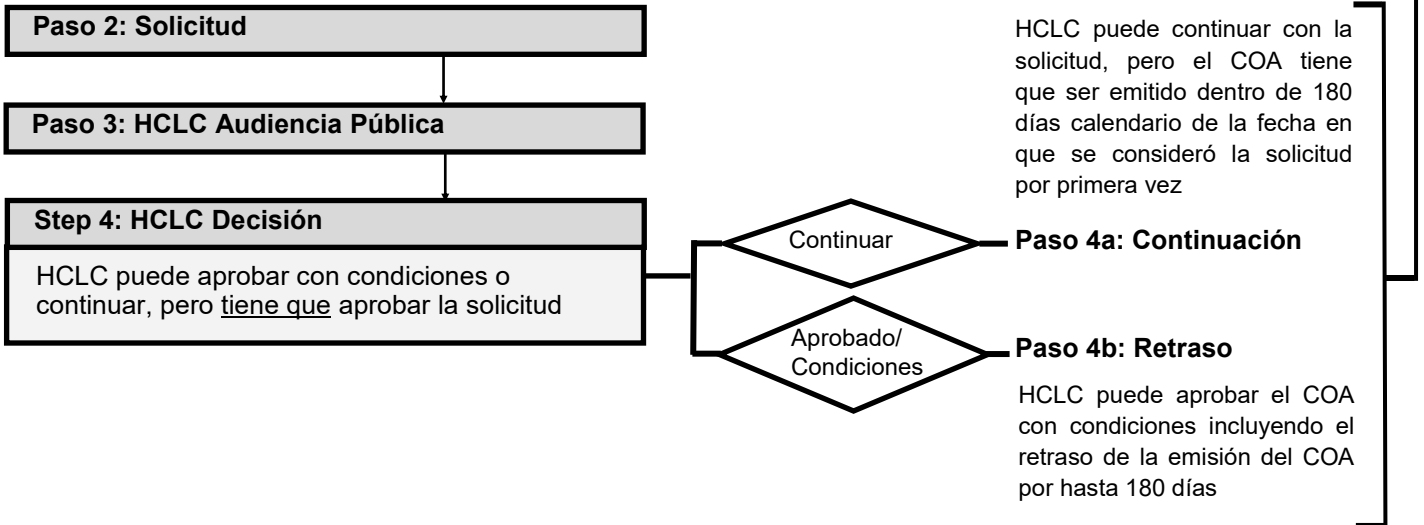 Paso 2: Solicitud
Paso 3: HCLC Audiencia Pública
Step 4: HCLC Decisión
HCLC puede aprobar con condiciones o
continuar, pero tiene que aprobar la solicitud
Continuar
Aprobado/
Condiciones
HCLC puede continuar con la
solicitud, pero el COA tiene
que ser emitido dentro de 180
días calendario de la fecha en
que se consideró la solicitud
por primera vez
Paso 4a: Continuación
Paso 4b: Retraso
HCLC puede aprobar el COA
con condiciones incluyendo el
retraso de la emisión del COA
por hasta 180 días